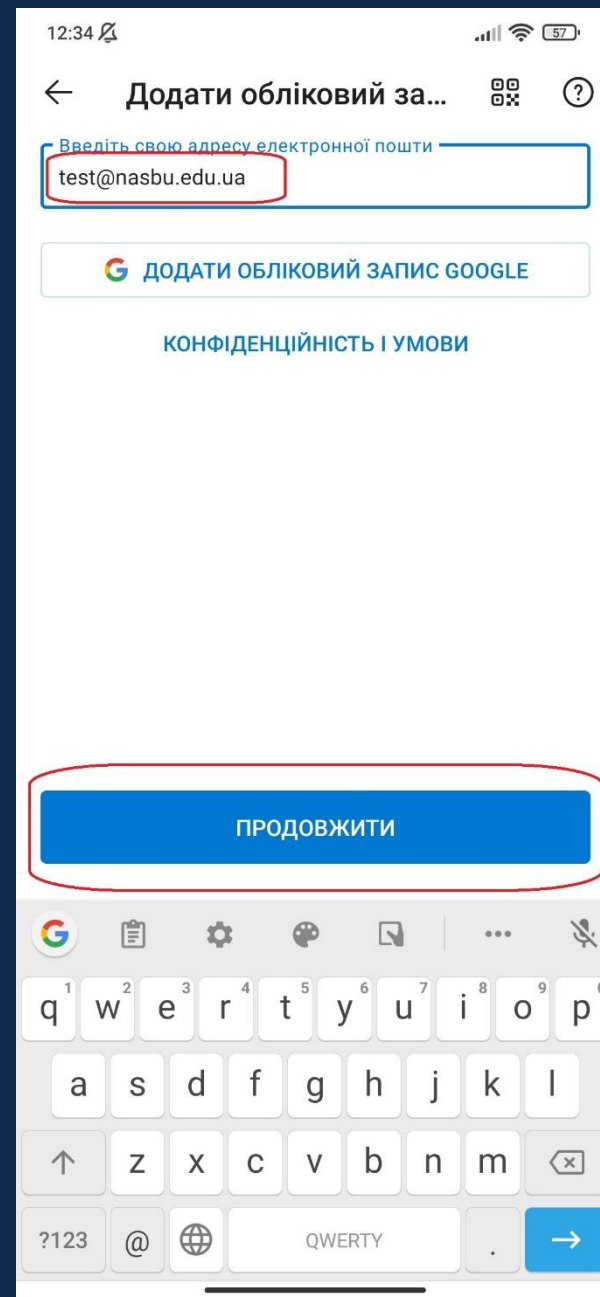 12:34
57
Додати обліковий за...
Введіть свою адресу електронної пошти
test@nasbu.edu.ua
G ДОДАТИ ОБЛІКОВИЙ ЗАПИС GOOGLE
КОНФІДЕНЦІЙНІСТЬ І УМОВИ
ПРОДОВЖИТИ
G
1 2 3 4 5 6 7 8 9
q w e r t y u i o p
a s d f g h j k l
z x c v b n m
?123 @ QWERTY .